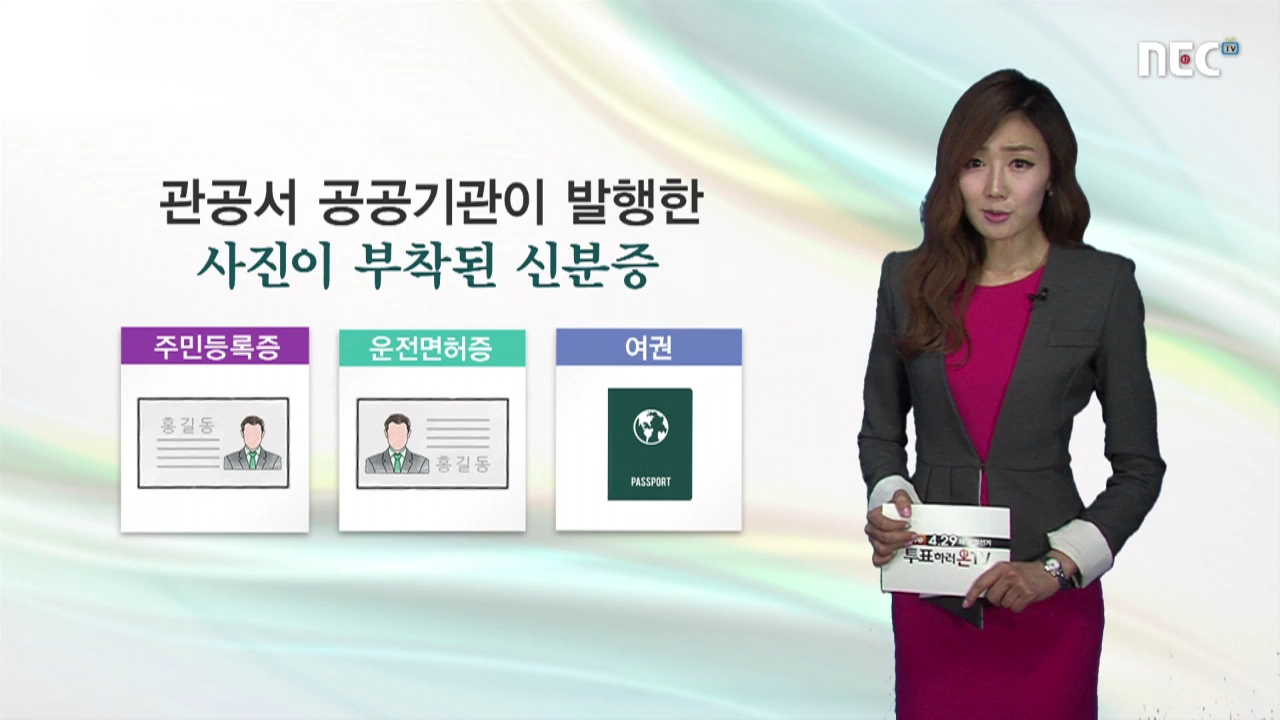 NEC TV
관공서 공공기관이 발행한
사진이 부착된 신분증
주민등록증
운전면허증
여권
홍길동
홍길동
PASSPORT
4.29
투표하러 온TV